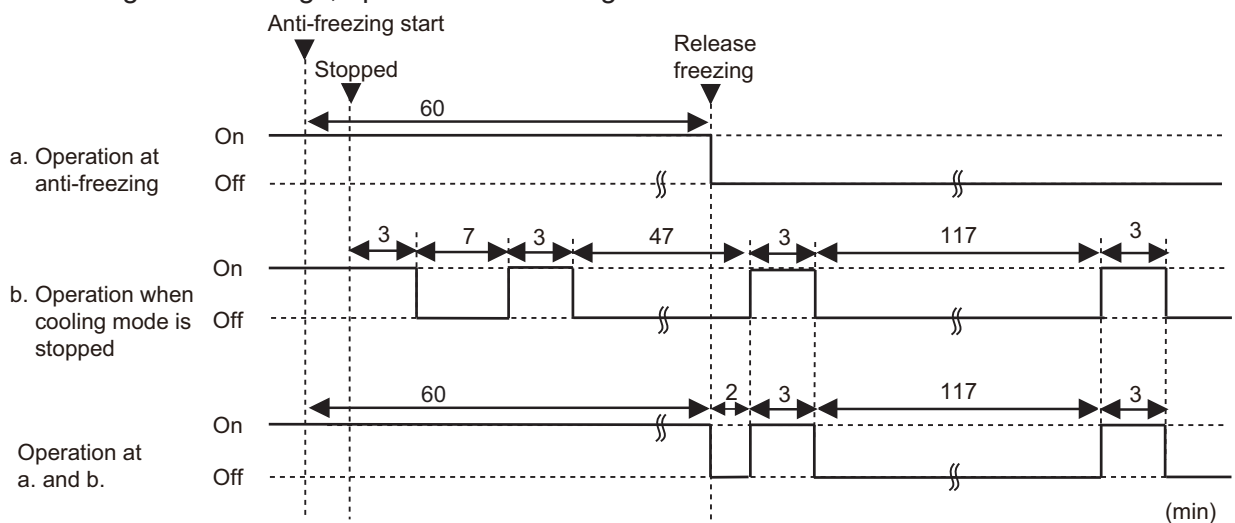 Anti-freezing start
Stopped
Release
freezing
60
On
Off
a. Operation at
anti-freezing
3 7 3 47 3 117 3
On
Off
b. Operation when
cooling mode is
stopped
60 2 3 117 3
On
Off
Operation at
a. and b.
(min)